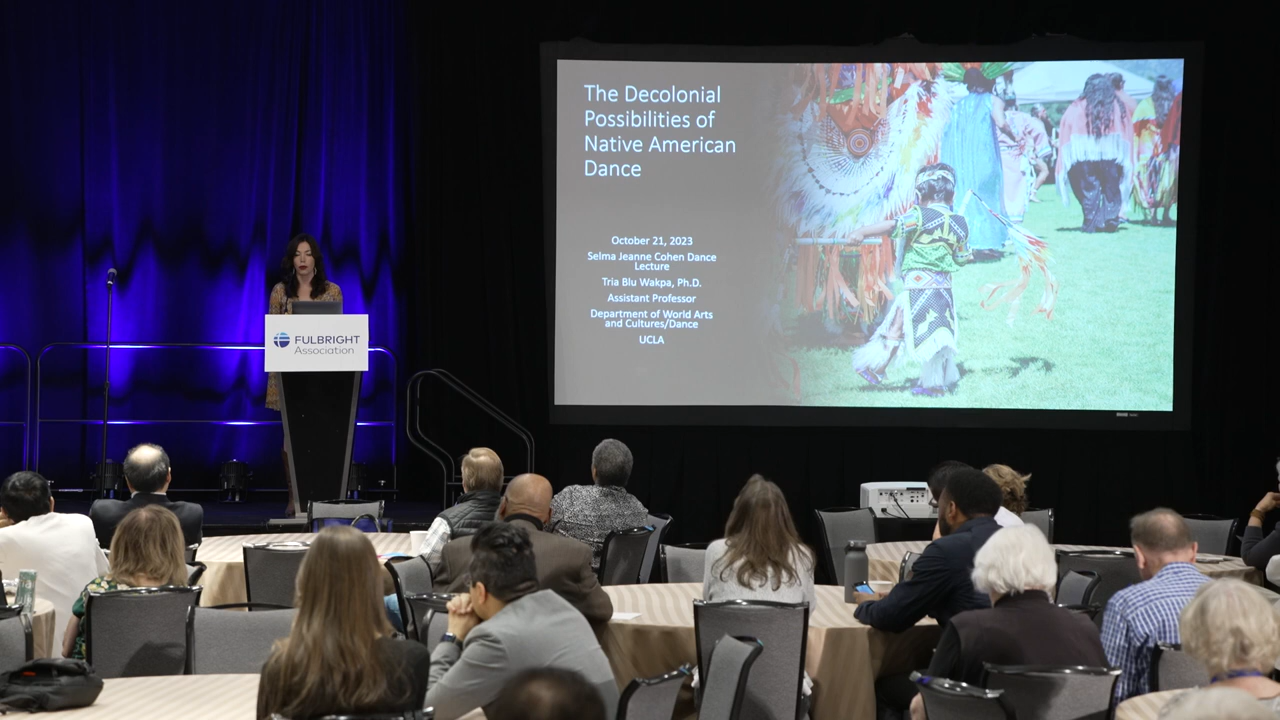 The Decolonial
Possibilities of
Native American
Dance
October 21, 2023
Selma Jeanne Cohen Dance
Lecture
Tria Blu Wakpa, Ph.D.
Assistant Professor
Department of World Arts
and Cultures/Dance
UCLA
FULBRIGHT
Association